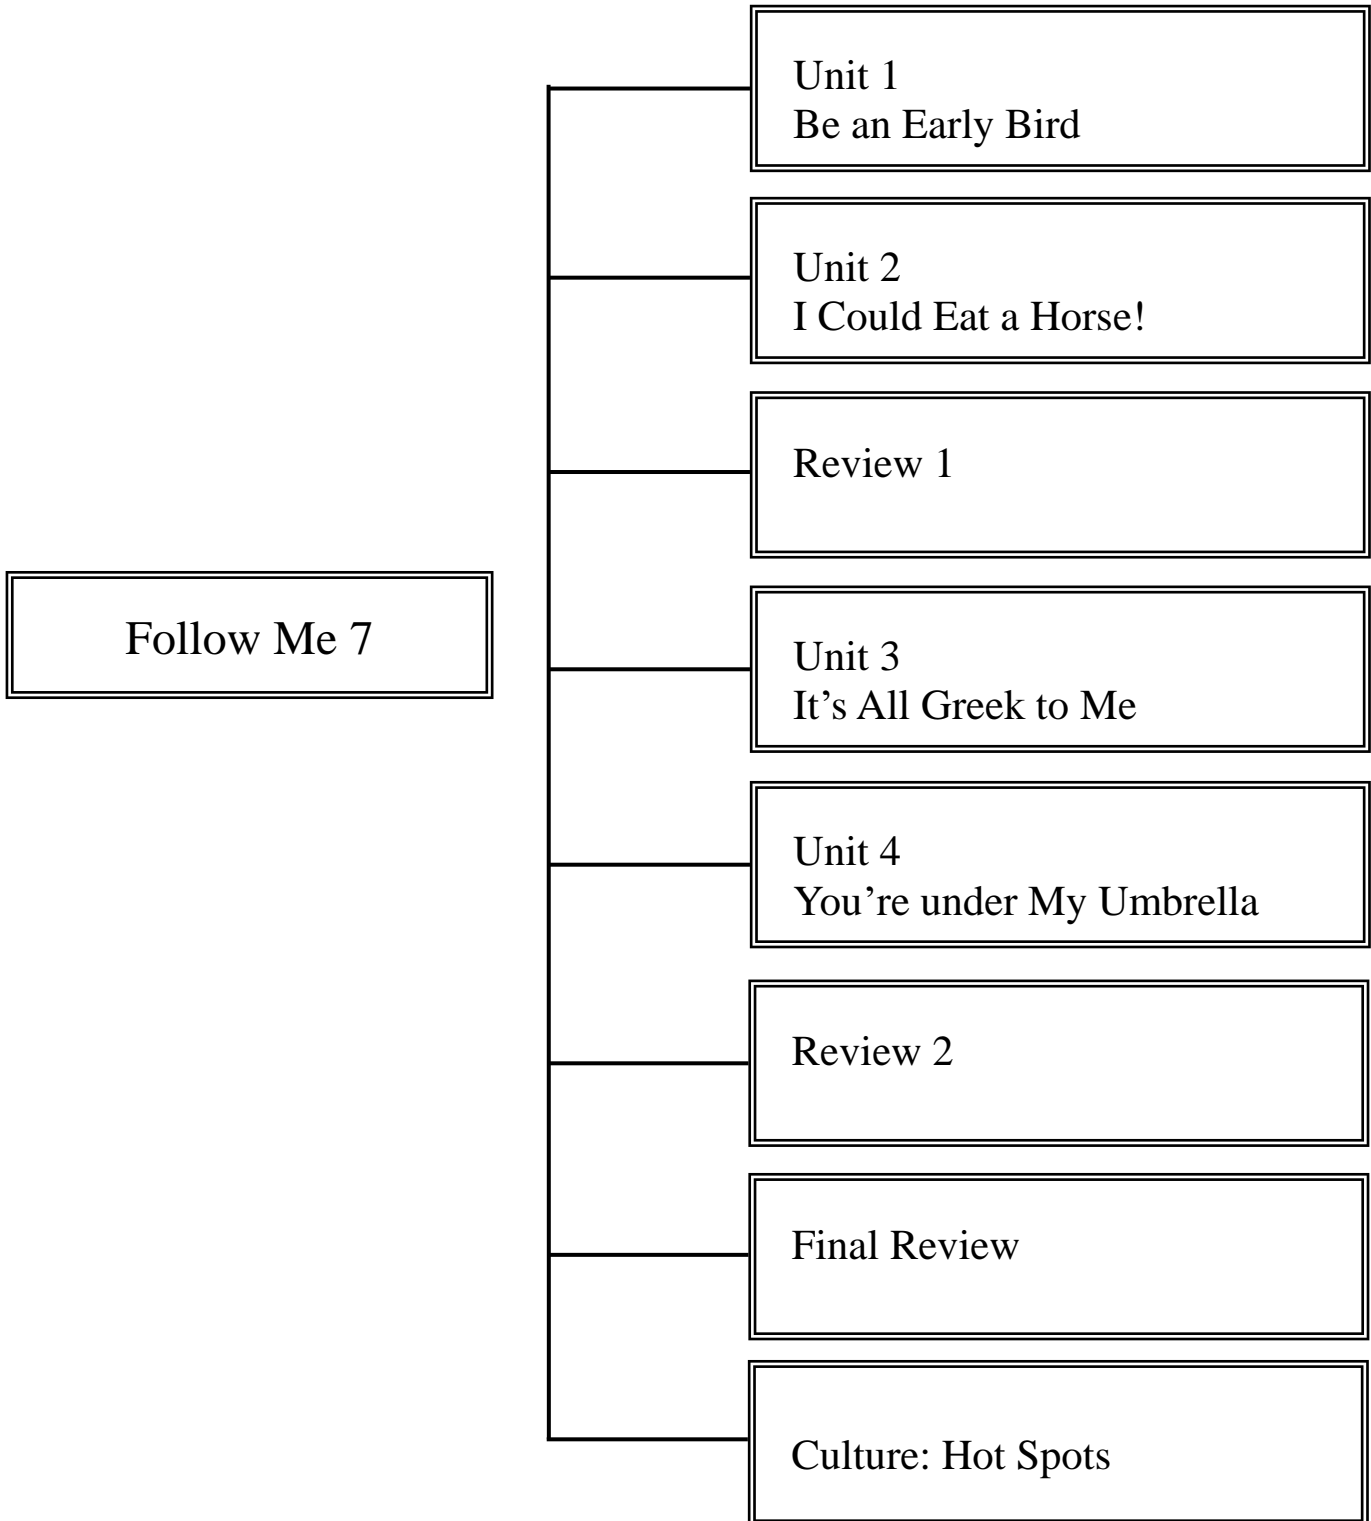 Follow Me 7
Unit 1
Be an Early Bird
Unit 2
I Could Eat a Horse!
Review 1
Unit 3
It’s All Greek to Me
Unit 4
You’re under My Umbrella
Review 2
Final Review
Culture: Hot Spots